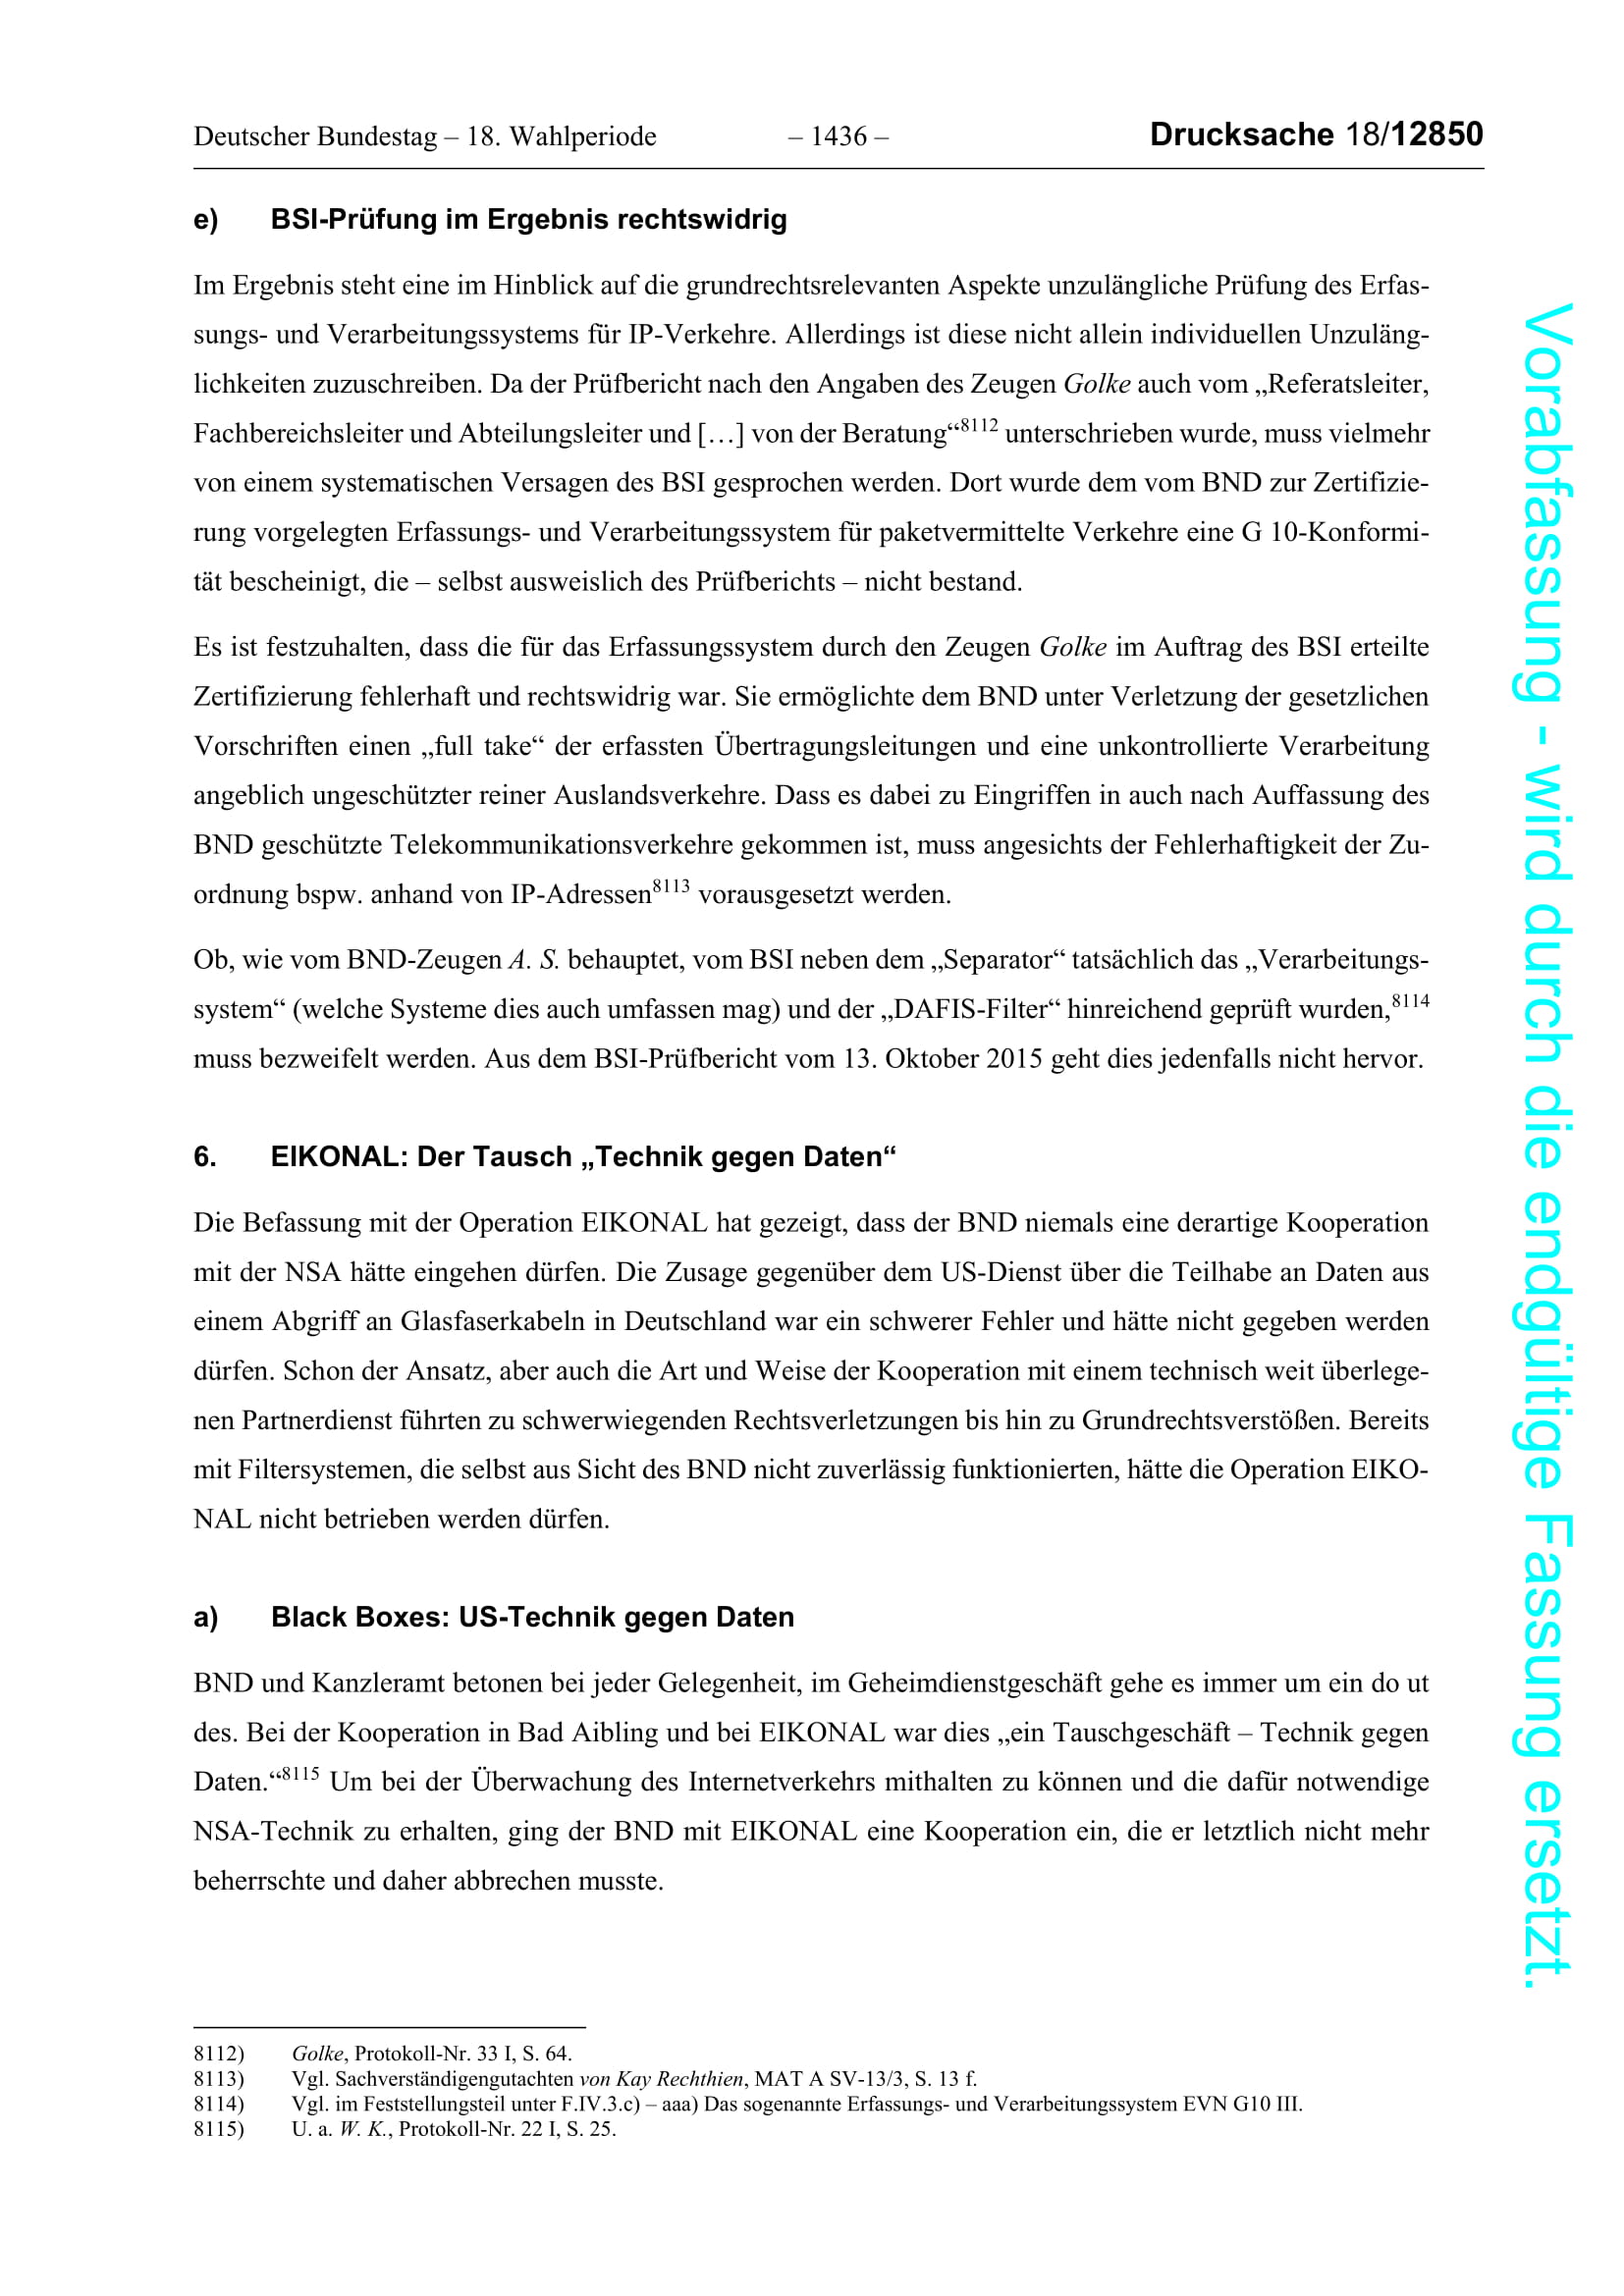 Deutscher Bundestag – 18. Wahlperiode – 1436 – Drucksache 18/12850
e) BSI-Prüfung im Ergebnis rechtswidrig
Im Ergebnis steht eine im Hinblick auf die grundrechtsrelevanten Aspekte unzulängliche Prüfung des Erfas-
sungs- und Verarbeitungssystems für IP-Verkehre. Allerdings ist diese nicht allein individuellen Unzuläng-
lichkeiten zuzuschreiben. Da der Prüfbericht nach den Angaben des Zeugen Golke auch vom „Referatsleiter,
Fachbereichsleiter und Abteilungsleiter und […] von der Beratung“8112 unterschrieben wurde, muss vielmehr
von einem systematischen Versagen des BSI gesprochen werden. Dort wurde dem vom BND zur Zertifizie-
rung vorgelegten Erfassungs- und Verarbeitungssystem für paketvermittelte Verkehre eine G 10-Konformi-
tät bescheinigt, die – selbst ausweislich des Prüfberichts – nicht bestand.
Es ist festzuhalten, dass die für das Erfassungssystem durch den Zeugen Golke im Auftrag des BSI erteilte
Zertifizierung fehlerhaft und rechtswidrig war. Sie ermöglichte dem BND unter Verletzung der gesetzlichen
Vorschriften einen „full take“ der erfassten Übertragungsleitungen und eine unkontrollierte Verarbeitung
angeblich ungeschützter reiner Auslandsverkehre. Dass es dabei zu Eingriffen in auch nach Auffassung des
BND geschützte Telekommunikationsverkehre gekommen ist, muss angesichts der Fehlerhaftigkeit der Zu-
ordnung bspw. anhand von IP-Adressen8113 vorausgesetzt werden.
Ob, wie vom BND-Zeugen A. S. behauptet, vom BSI neben dem „Separator“ tatsächlich das „Verarbeitungs-
system“ (welche Systeme dies auch umfassen mag) und der „DAFIS-Filter“ hinreichend geprüft wurden,8114
muss bezweifelt werden. Aus dem BSI-Prüfbericht vom 13. Oktober 2015 geht dies jedenfalls nicht hervor.
6. EIKONAL: Der Tausch „Technik gegen Daten“
Die Befassung mit der Operation EIKONAL hat gezeigt, dass der BND niemals eine derartige Kooperation
mit der NSA hätte eingehen dürfen. Die Zusage gegenüber dem US-Dienst über die Teilhabe an Daten aus
einem Abgriff an Glasfaserkabeln in Deutschland war ein schwerer Fehler und hätte nicht gegeben werden
dürfen. Schon der Ansatz, aber auch die Art und Weise der Kooperation mit einem technisch weit überlege-
nen Partnerdienst führten zu schwerwiegenden Rechtsverletzungen bis hin zu Grundrechtsverstößen. Bereits
mit Filtersystemen, die selbst aus Sicht des BND nicht zuverlässig funktionierten, hätte die Operation EIKO-
NAL nicht betrieben werden dürfen.
a) Black Boxes: US-Technik gegen Daten
BND und Kanzleramt betonen bei jeder Gelegenheit, im Geheimdienstgeschäft gehe es immer um ein do ut
des. Bei der Kooperation in Bad Aibling und bei EIKONAL war dies „ein Tauschgeschäft – Technik gegen
Daten.“8115 Um bei der Überwachung des Internetverkehrs mithalten zu können und die dafür notwendige
NSA-Technik zu erhalten, ging der BND mit EIKONAL eine Kooperation ein, die er letztlich nicht mehr
beherrschte und daher abbrechen musste.
8112) Golke, Protokoll-Nr. 33 I, S. 64.
8113) Vgl. Sachverständigengutachten von Kay Rechthien, MAT A SV-13/3, S. 13 f.
8114) Vgl. im Feststellungsteil unter F.IV.3.c) – aaa) Das sogenannte Erfassungs- und Verarbeitungssystem EVN G10 III.
8115) U. a. W. K., Protokoll-Nr. 22 I, S. 25.
Vorabfassung - wird durch die endgültige Fassung ersetzt.